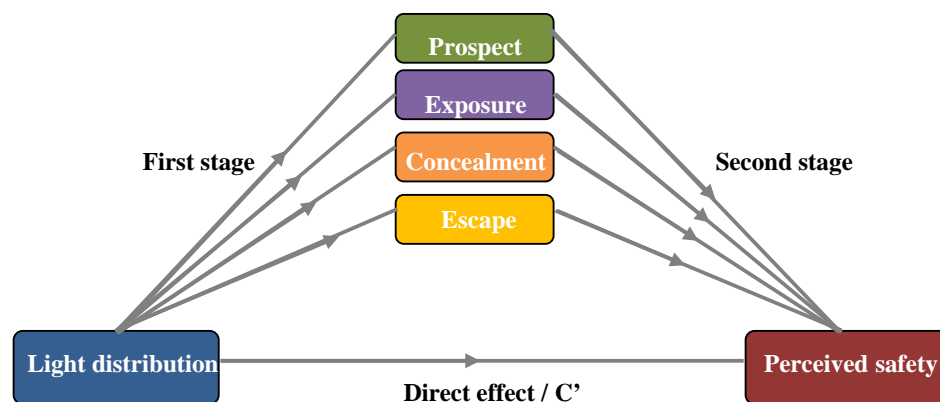 Prospect
Exposure
First stage
Concealment
Second stage
Escape
Light distribution
Perceived safety
Direct effect / C’